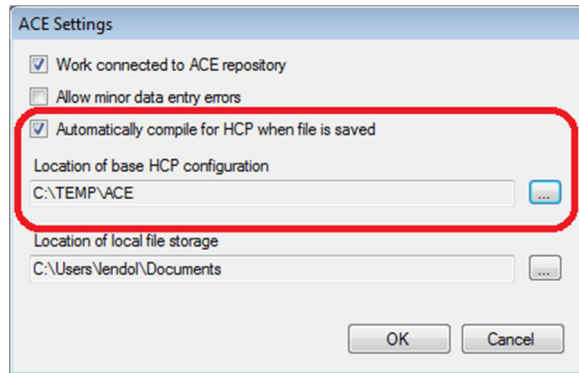 ACE Settings
Work connected to ACE repository
Allow minor data entry errors
Automatically compile for HCP when file is saved
Location of base HCP configuration
C:\TEMP\ACE
...
Location of local file storage
C:\Users\lendol\Documents
...
OK Cancel